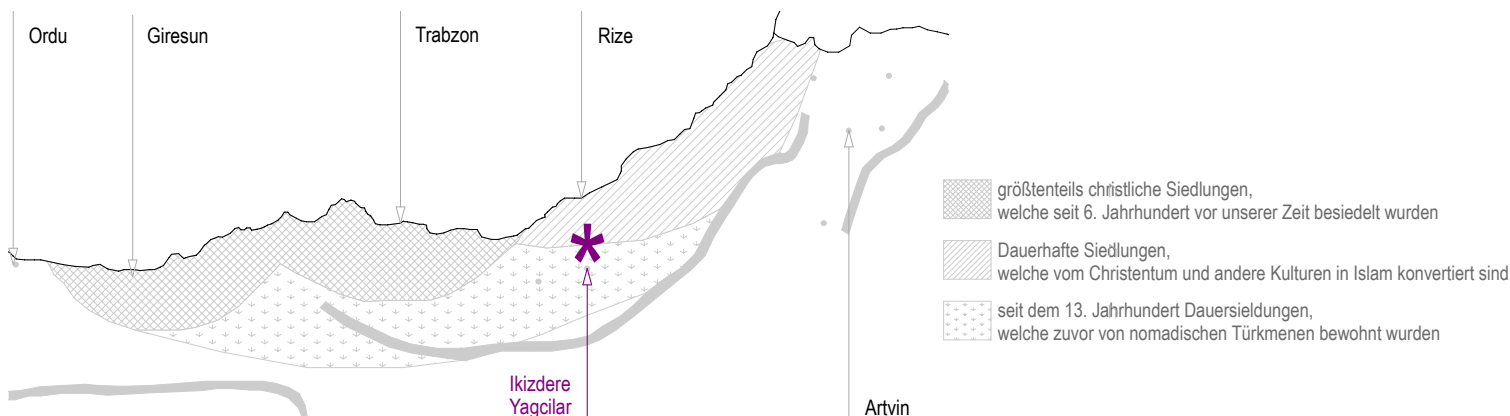 Ordu
Giresun
Trabzon
Rize
größtenteils christliche Siedlungen,
welche seit 6. Jahrhundert vor unserer Zeit besiedelt wurden
Dauerhafte Siedlungen,
welche vom Christentum und andere Kulturen in Islam konvertiert sind
seit dem 13. Jahrhundert Dauersieldungen,
welche zuvor von nomadischen Türkmenen bewohnt wurden
Ikizdere
Yagcilar
Artvin